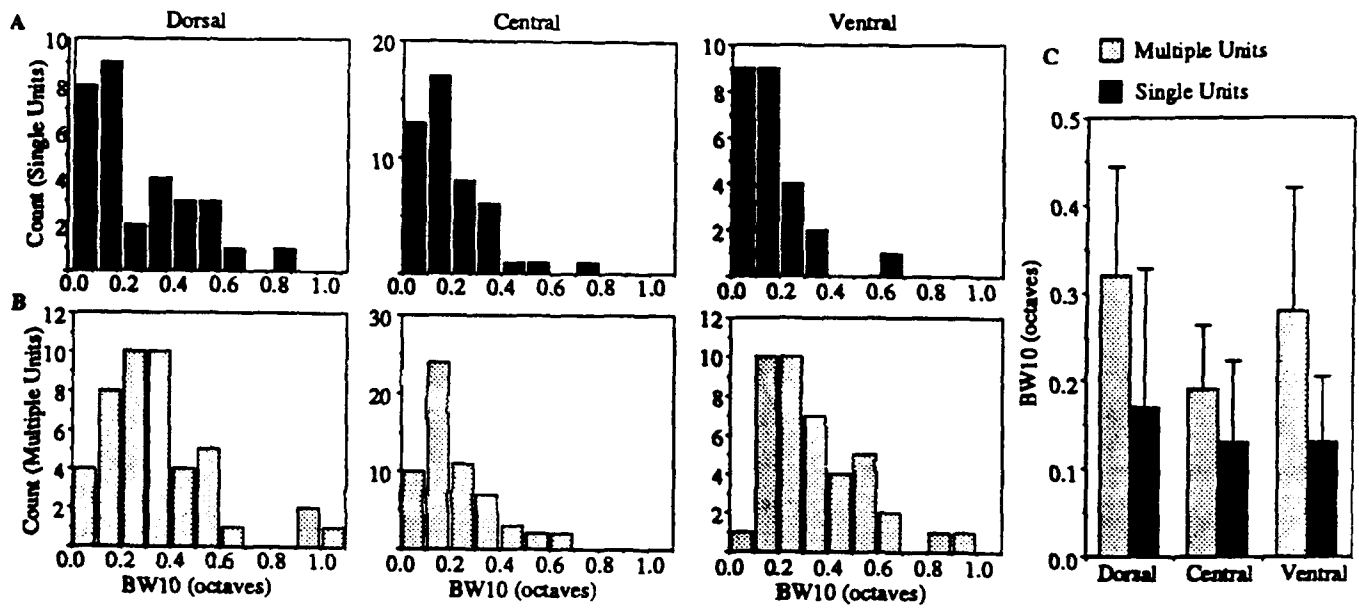 A
Dorsal
Central
Ventral
Count (Single Units)
10
8
6
4
2
0.0 0.2 0.4 0.6 0.8 1.0
20
10
0.0 0.2 0.4 0.6 0.8 1.0
10
8
6
4
2
0.0 0.2 0.4 0.6 0.8 1.0
B
Count (Multiple Units)
12
10
8
6
4
2
0.0 0.2 0.4 0.6 0.8 1.0
BW10 (octaves)
30
20
10
0.0 0.2 0.4 0.6 0.8 1.0
BW10 (octaves)
12
10
8
6
4
2
0.0 0.2 0.4 0.6 0.8 1.0
BW10 (octaves)
C
Multiple Units
Single Units
BW10 (octaves)
0.5
0.4
0.3
0.2
0.1
0.0
Dorsal Central Ventral